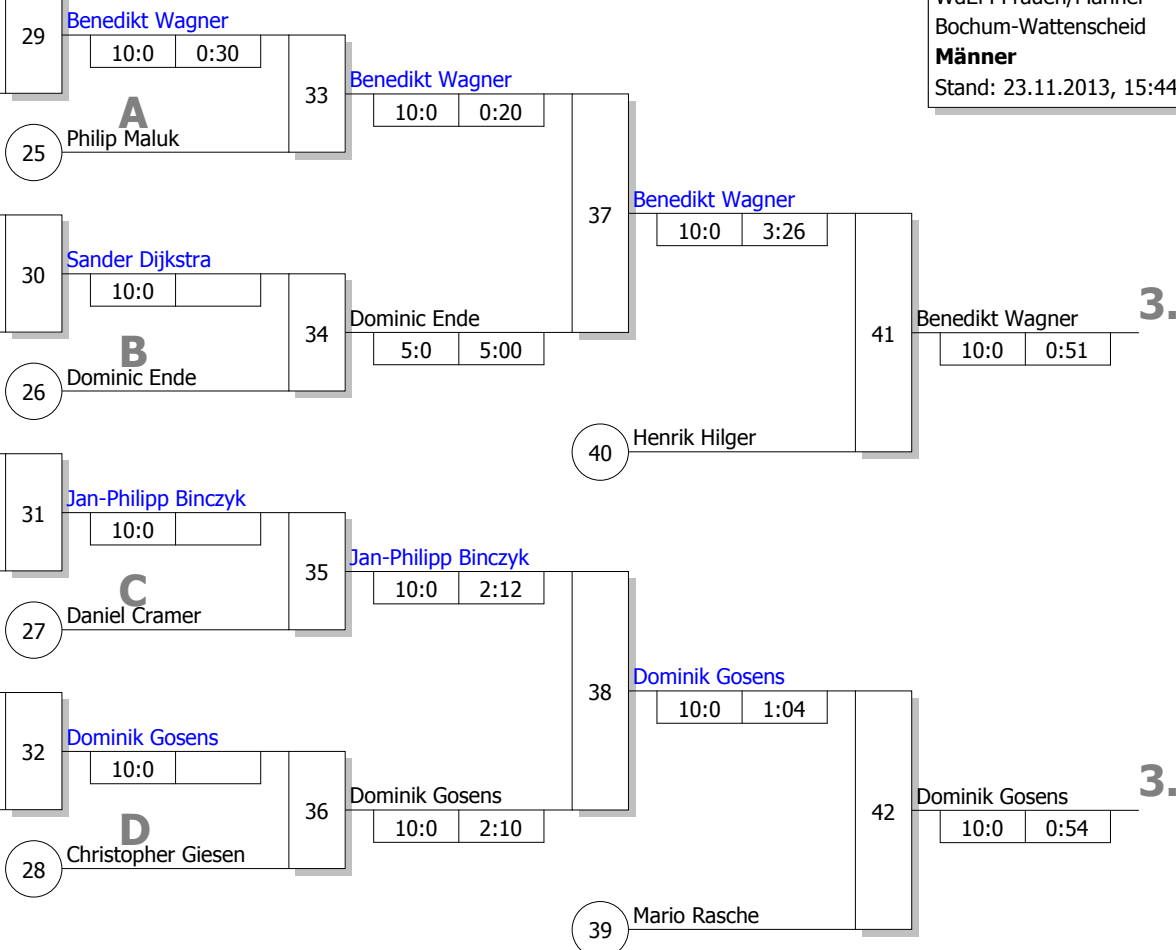 WdEM Frauen/Männer
Bochum-Wattenscheid
Männer
Stand: 23.11.2013, 15:44
29
Benedikt Wagner
10:0 0:30
A
25
Philip Maluk
33
Benedikt Wagner
10:0 0:20
30
Sander Dijkstra
10:0
B
26
Dominic Ende
34
Dominic Ende
5:0 5:00
37
Benedikt Wagner
10:0 3:26
40
Henrik Hilger
41
Benedikt Wagner
10:0 0:51
3.
31
Jan-Philipp Binczyk
10:0
C
27
Daniel Cramer
35
Jan-Philipp Binczyk
10:0 2:12
32
Dominik Gosens
10:0
D
28
Christopher Giesen
36
Dominik Gosens
10:0 2:10
38
Dominik Gosens
10:0 1:04
39
Mario Rasche
42
Dominik Gosens
10:0 0:54
3.